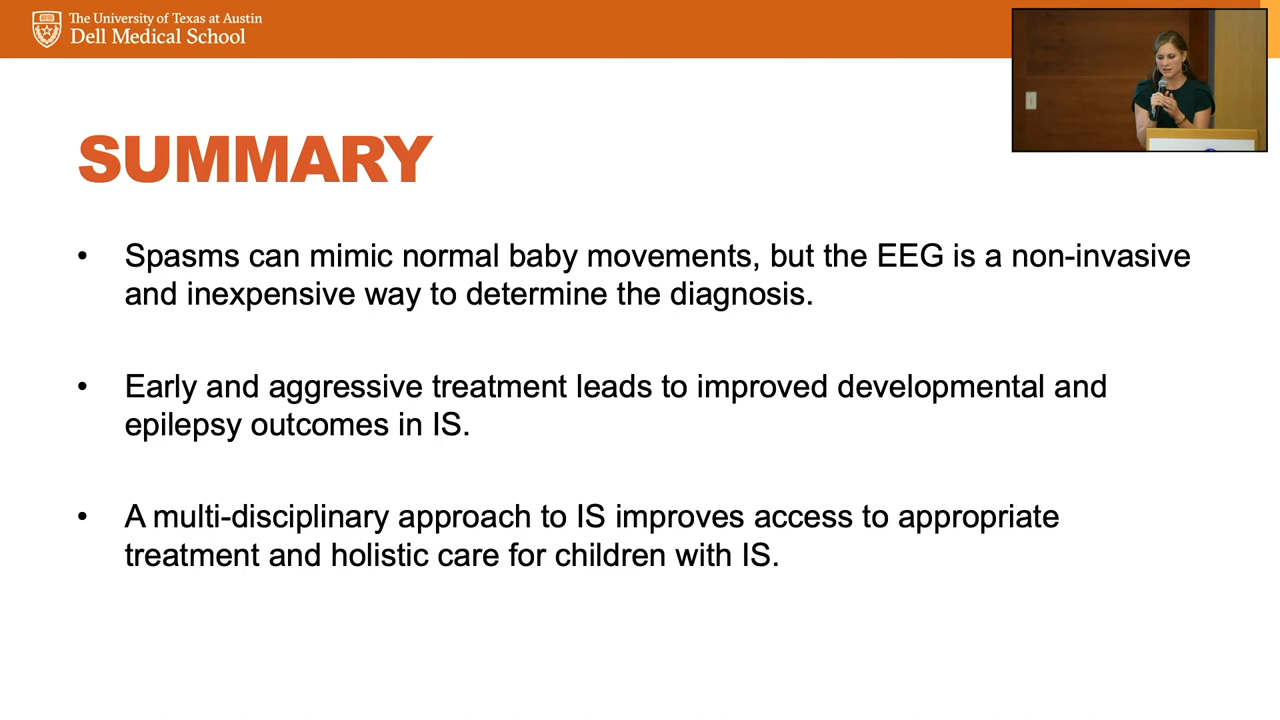 The University of Texas at Austin
Dell Medical School
SUMMARY
• Spasms can mimic normal baby movements, but the EEG is a non-invasive
and inexpensive way to determine the diagnosis.
• Early and aggressive treatment leads to improved developmental and
epilepsy outcomes in IS.
• A multi-disciplinary approach to IS improves access to appropriate
treatment and holistic care for children with IS.